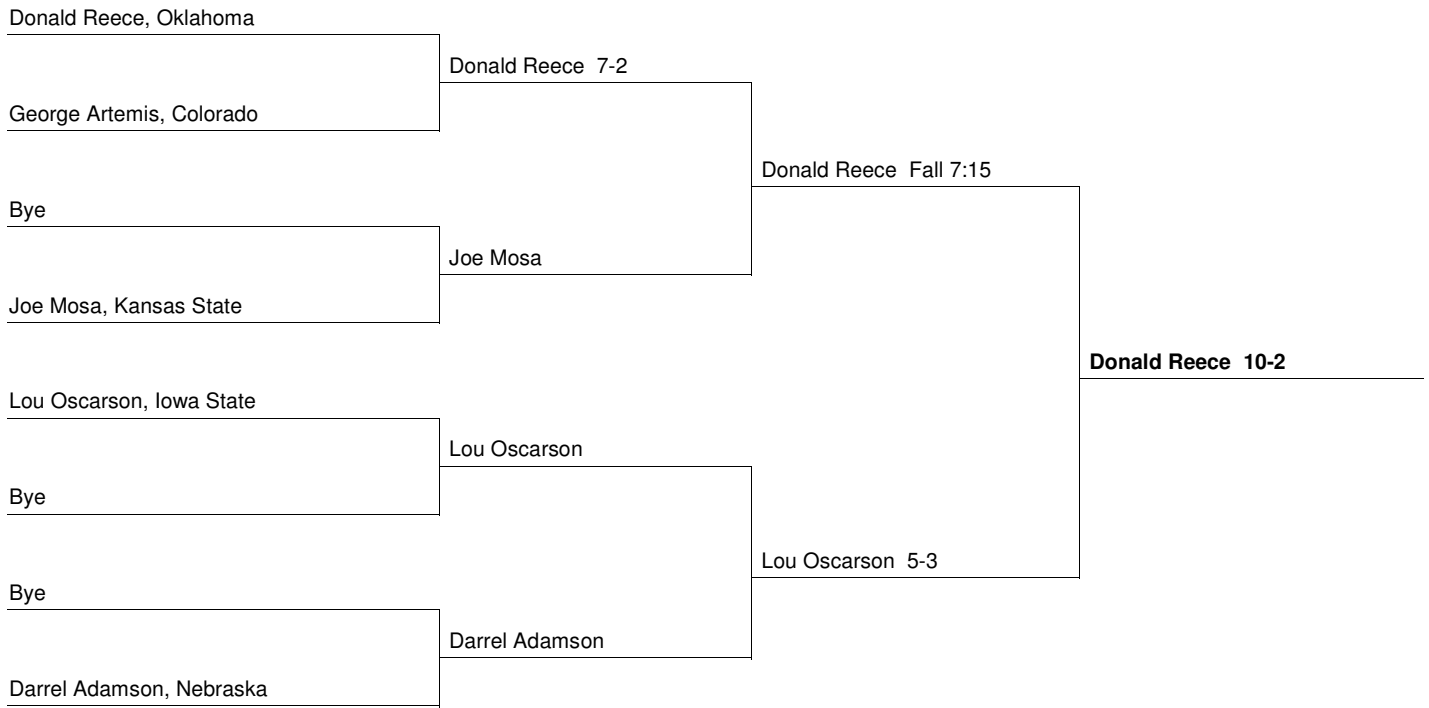 Donald Reece, Oklahoma
Donald Reece 7-2
George Artemis, Colorado
Donald Reece Fall 7:15
Bye
Joe Mosa
Joe Mosa, Kansas State
Donald Reece 10-2
Lou Oscarson, Iowa State
Lou Oscarson
Bye
Lou Oscarson 5-3
Bye
Darrel Adamson
Darrel Adamson, Nebraska